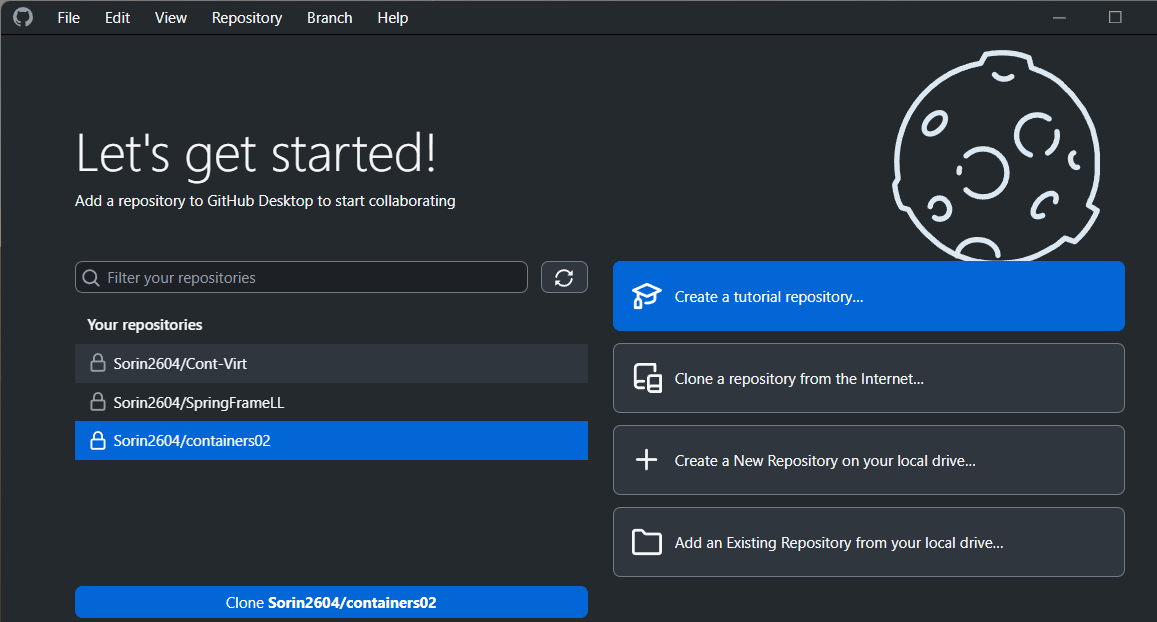 File Edit View Repository Branch Help
Let's get started!
Add a repository to GitHub Desktop to start collaborating
Filter your repositories
Your repositories
Sorin2604/Cont-Virt
Sorin2604/SpringFrameLL
Sorin2604/containers02
Clone Sorin2604/containers02
Create a tutorial repository...
Clone a repository from the Internet...
Create a New Repository on your local drive...
Add an Existing Repository from your local drive...